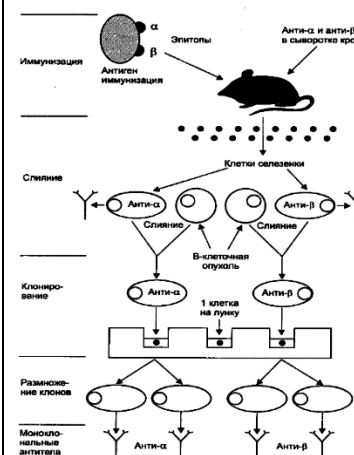 α
β
Эпитопы
Анти-α и анти-β
в сыворотке
Иммунизация
Антиген
иммунизации
Клетки селезенки
Слияние
Анти-α
Анти-β
Слияние
Слияние
В-клеточная
опухоль
Клониро-
вание
Анти-α
1 клетка
на лунку
Анти-β
Размноже-
ние клонов
Монокло-
нальные
антитела
Анти-α
Анти-β